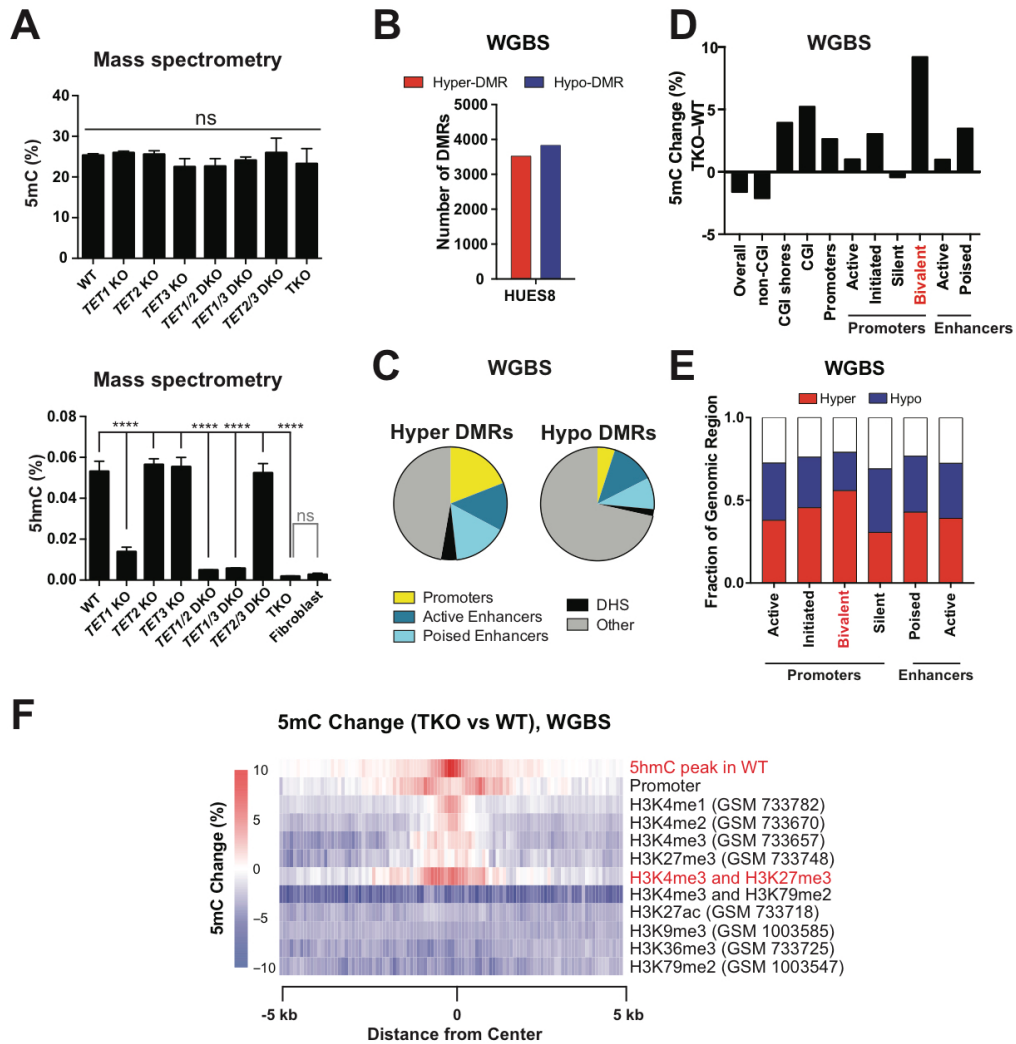 A
Mass spectrometry
ns
5mC (%)
40
30
20
10
0
WT
TET1 KO
TET2 KO
TET3 KO
TET1/2 DKO
TET1/3 DKO
TET2/3 DKO
TKO
Mass spectrometry
5hmC (%)
0.08
0.06
0.04
0.02
0.00
****
****
****
****
ns
WT
TET1 KO
TET2 KO
TET3 KO
TET1/2 DKO
TET1/3 DKO
TET2/3 DKO
TKO
Fibroblast
B
WGBS
Hyper-DMR
Hypo-DMR
Number of DMRs
5000
4000
3000
2000
1000
0
HUES8
C
WGBS
Hyper DMRs
Hypo DMRs
Promoters
Active Enhancers
Poised Enhancers
DHS
Other
D
WGBS
5mC Change (%)
TKO–WT
10
5
0
-5
Overall
non-CGI
CGI shores
CGI
Promoters
Active
Initiated
Silent
Bivalent
Active
Poised
Promoters
Enhancers
E
WGBS
Hyper
Hypo
Fraction of Genomic Region
1.0
0.5
0.0
Active
Initiated
Bivalent
Silent
Poised
Active
Promoters
Enhancers
F
5mC Change (TKO vs WT), WGBS
5mC Change (%)
10
5
0
−5
−10
5hmC peak in WT
Promoter
H3K4me1 (GSM 733782)
H3K4me2 (GSM 733670)
H3K4me3 (GSM 733657)
H3K27me3 (GSM 733748)
H3K4me3 and H3K27me3
H3K4me3 and H3K79me2
H3K27ac (GSM 733718)
H3K9me3 (GSM 1003585)
H3K36me3 (GSM 733725)
H3K79me2 (GSM 1003547)
-5 kb
0
5 kb
Distance from Center